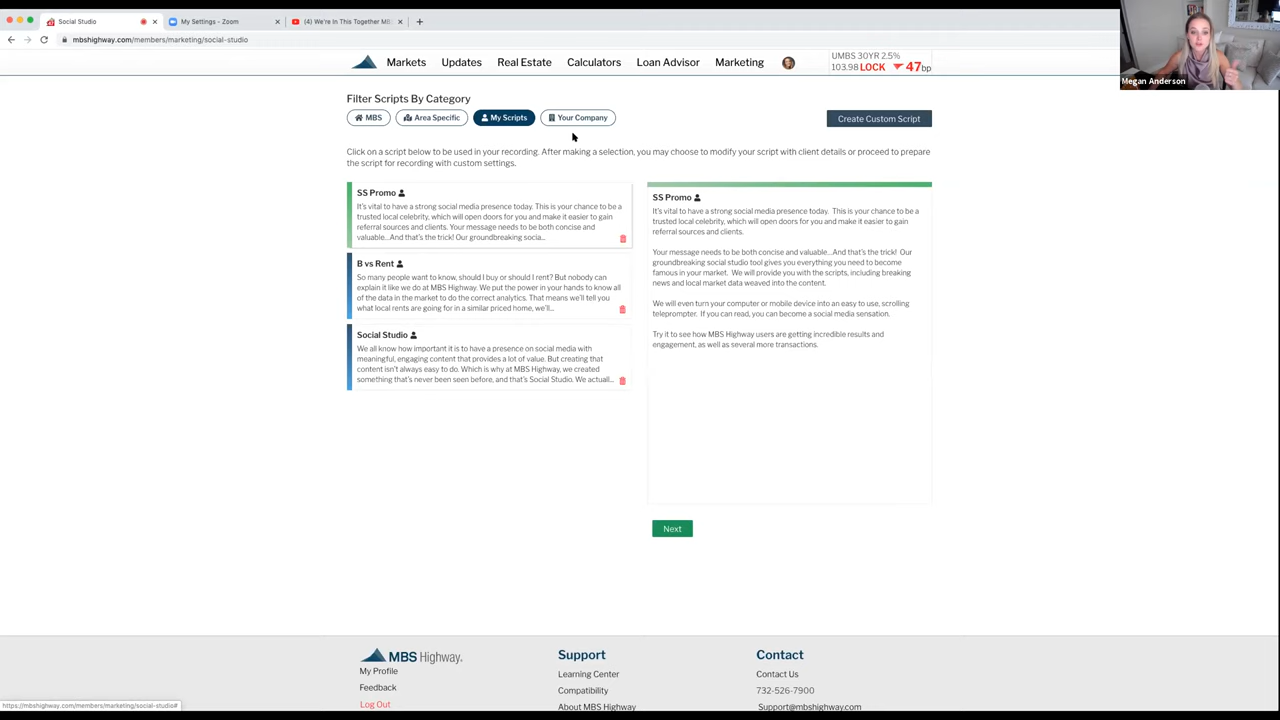 Social Studio
My Settings - Zoom
(4) We're In This Together MB
mbshighway.com/members/marketing/social-studio
Megan Anderson
Markets
Updates
Real Estate
Calculators
Loan Advisor
Marketing
UMBS 30YR 2.5%
103.98 LOCK 47bp
Filter Scripts By Category
MBS
Area Specific
My Scripts
Your Company
Create Custom Script
Click on a script below to be used in your recording. After making a selection, you may choose to modify your script with client details or proceed to prepare
the script for recording with custom settings.
SS Promo
It's vital to have a strong social media presence today. This is your chance to be a
trusted local celebrity, which will open doors for you and make it easier to gain
referral sources and clients. Your message needs to be both concise and
valuable...And that's the trick! Our groundbreaking socia...
B vs Rent
So many people want to know, should I buy or should I rent? But nobody can
explain it like we do at MBS Highway. We put the power in your hands to know all
of the data in the market to do the correct analytics. That means we'll tell you
what local rents are going for in a similar priced home, we'll...
Social Studio
We all know how important it is to have a presence on social media with
meaningful, engaging content that provides a lot of value. But creating that
content isn't always easy to do. Which is why at MBS Highway, we created
something that's never been seen before, and that's Social Studio. We actuall...
SS Promo
It's vital to have a strong social media presence today. This is your chance to be a
trusted local celebrity, which will open doors for you and make it easier to gain
referral sources and clients.
Your message needs to be both concise and valuable...And that's the trick! Our
groundbreaking social studio tool gives you everything you need to become
famous in your market. We will provide you with the scripts, including breaking
news and local market data weaved into the content.
We will even turn your computer or mobile device into an easy to use, scrolling
teleprompter. If you can read, you can become a social media sensation.
Try it to see how MBS Highway users are getting incredible results and
engagement, as well as several more transactions.
Next
MBS Highway.
My Profile
Feedback
Log Out
Support
Learning Center
Compatibility
About MBS Highway
Contact
Contact Us
732-526-7900
Support@mbshighway.com
https://mbshighway.com/members/marketing/social-studio#